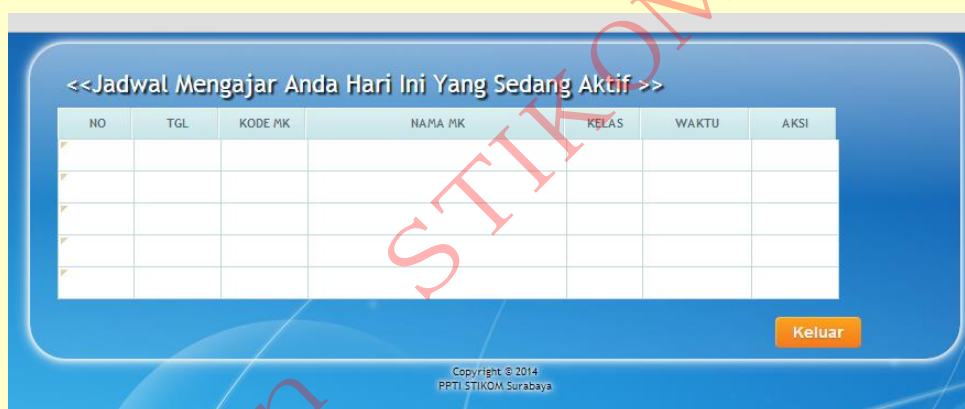 <<Jadwal Mengajar Anda Hari Ini Yang Sedang Aktif >>
NO TGL KODE MK NAMA MK KELAS WAKTU AKSI
Keluar
Copyright © 2014
PPTI STIKOM Surabaya
STIKOM